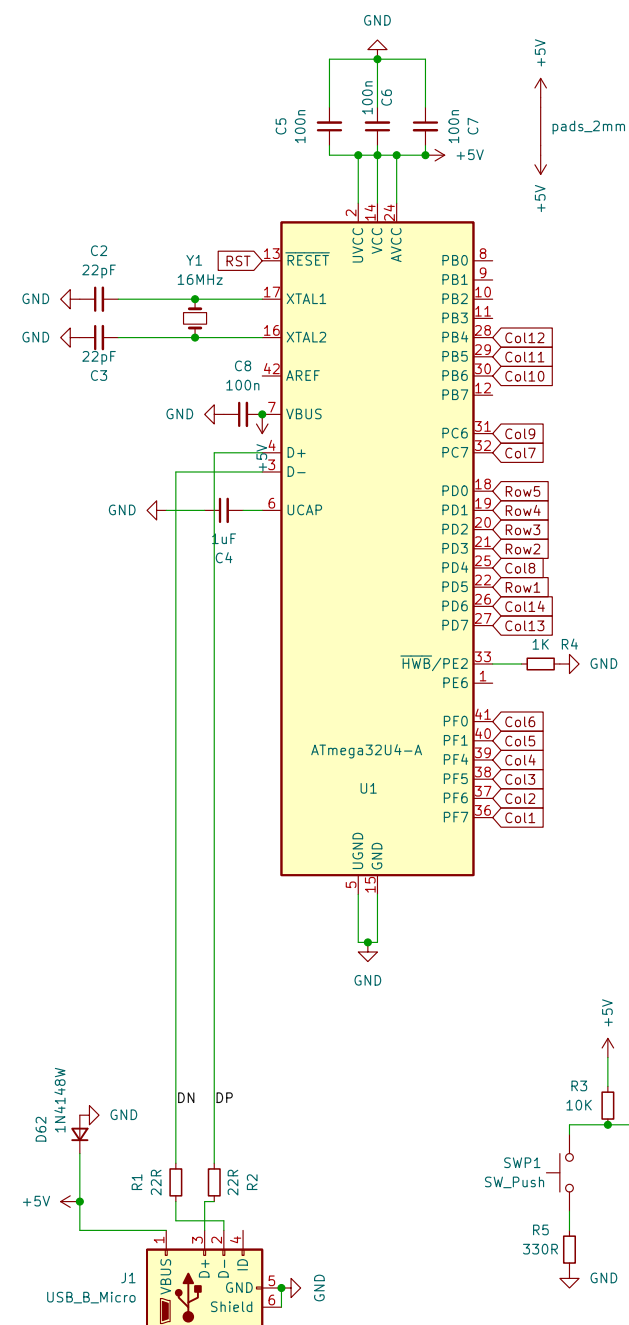 GND
+5V
C5
100n
100n
C6
100n
C7
+5V
pads_2mm
+5V
2
14
24
UVCC
VCC
AVCC
RST
13
RESET
C2
22pF
GND
Y1
16MHz
17
XTAL1
GND
22pF
C3
16
XTAL2
C8
100n
42
AREF
GND
7
VBUS
+5V
4
D+
3
D-
GND
1uF
C4
6
UCAP
PB0
8
PB1
9
PB2
10
PB3
11
PB4
28
Col12
PB5
29
Col11
PB6
30
Col10
PB7
12
PC6
31
Col9
PC7
32
Col7
PD0
18
Row5
PD1
19
Row4
PD2
20
Row3
PD3
21
Row2
PD4
25
Col8
PD5
22
Row1
PD6
26
Col14
PD7
27
Col13
HWB/PE2
33
1K
R4
GND
PE6
1
PF0
41
Col6
PF1
40
Col5
PF4
39
Col4
PF5
38
Col3
PF6
37
Col2
PF7
36
Col1
ATmega32U4-A
U1
UGND
GND
5
15
GND
DN
DP
D62
1N4148W
GND
+5V
R1
22R
22R
R2
1
3
2
4
VBUS
D+
D-
ID
J1
USB_B_Micro
GND
5
Shield
6
GND
+5V
R3
10K
SWP1
SW_Push
R5
330R
GND